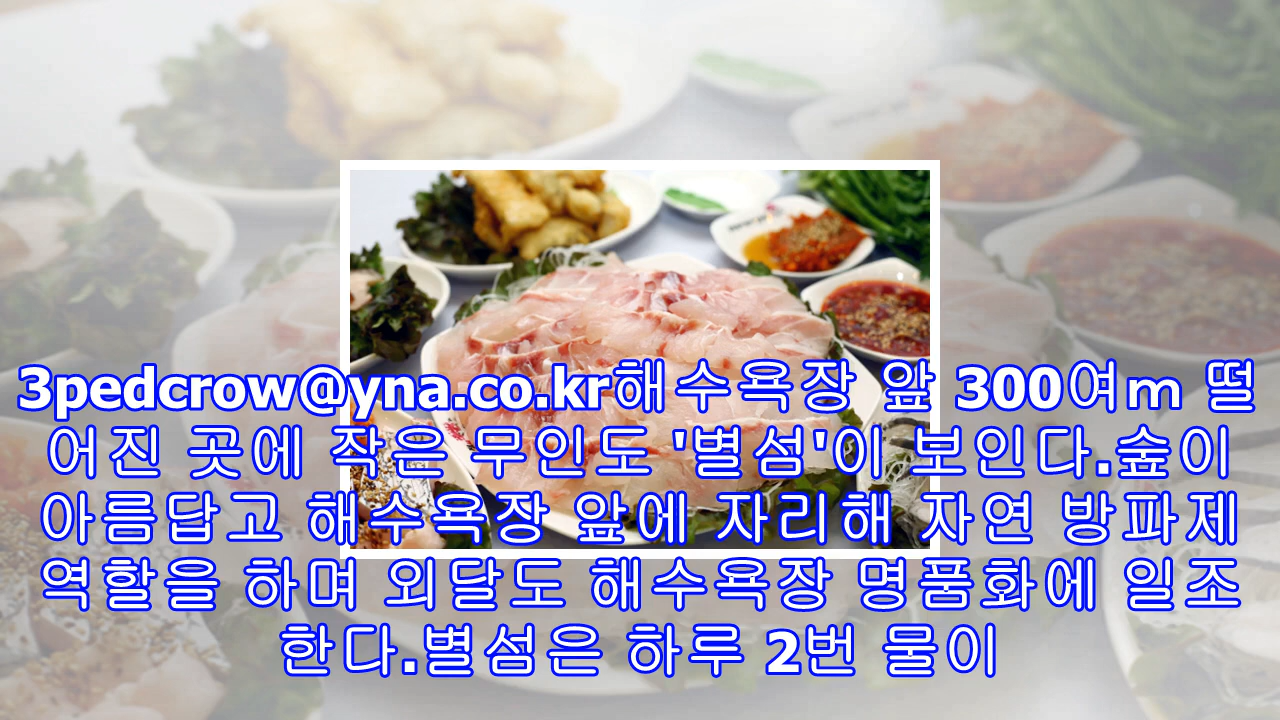 3pedcrow@yna.co.kr해수욕장 앞 300여m 떨
어진 곳에 작은 무인도 '별섬'이 보인다.숲이
아름답고 해수욕장 앞에 자리해 자연 방파제
역할을 하며 외달도 해수욕장 명품화에 일조
한다.별섬은 하루 2번 물이